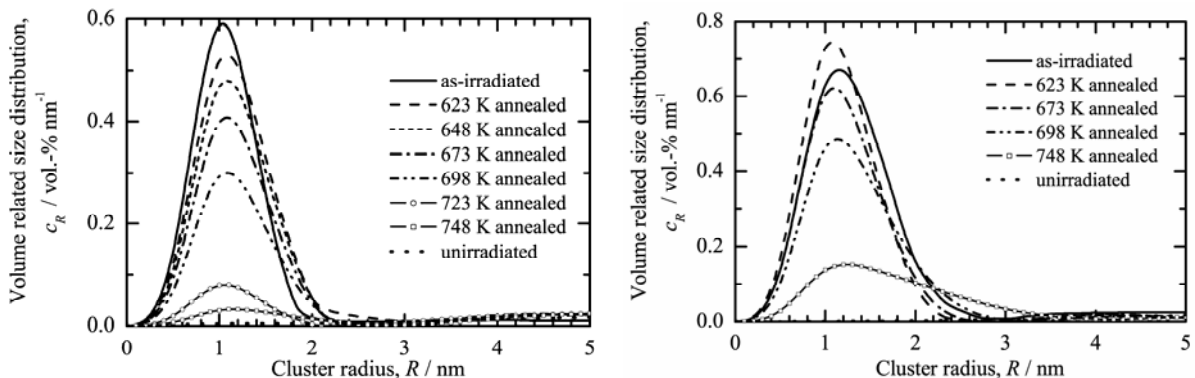 Volume related size distribution,
c_R / vol.-% nm⁻¹
0.6
0.4
0.2
0.0
0
1
2
3
4
5
Cluster radius, R / nm
as-irradiated
623 K annealed
648 K annealed
673 K annealed
698 K annealed
723 K annealed
748 K annealed
unirradiated
Volume related size distribution,
c_R / vol.-% nm⁻¹
0.8
0.6
0.4
0.2
0.0
0
1
2
3
4
5
Cluster radius, R / nm
as-irradiated
623 K annealed
673 K annealed
698 K annealed
748 K annealed
unirradiated